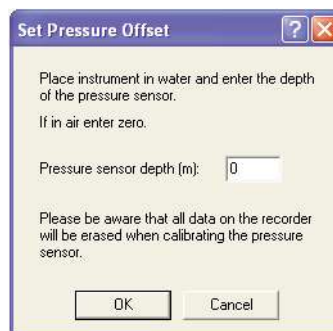 Set Pressure Offset
Place instrument in water and enter the depth
of the pressure sensor.
If in air enter zero.
Pressure sensor depth (m): 0
Please be aware that all data on the recorder
will be erased when calibrating the pressure
sensor.
OK Cancel